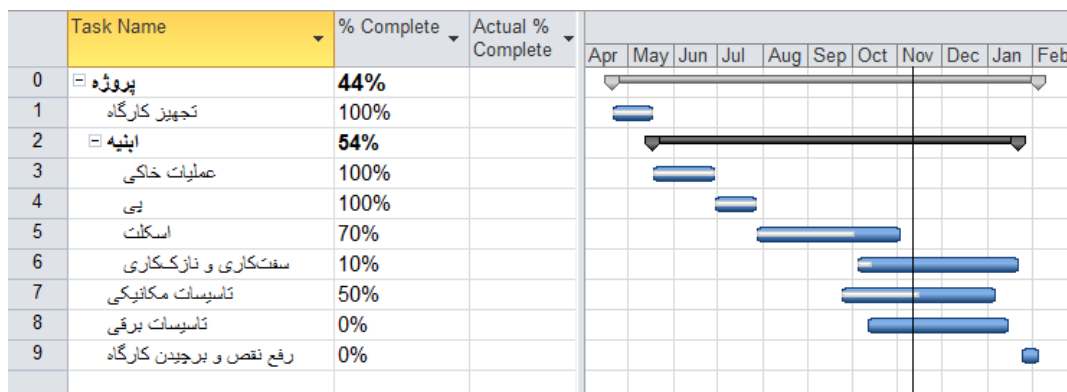 Task Name % Complete Actual % Complete Apr May Jun Jul Aug Sep Oct Nov Dec Jan Feb
0 پروژه 44%
1 تجهیز کارگاه 100%
2 ابنیه 54%
3 عملیات خاکی 100%
4 پی 100%
5 اسکلت 70%
6 سفت‌کاری و نازک‌کاری 10%
7 تاسیسات مکانیکی 50%
8 تاسیسات برقی 0%
9 رفع نقص و برچیدن کارگاه 0%